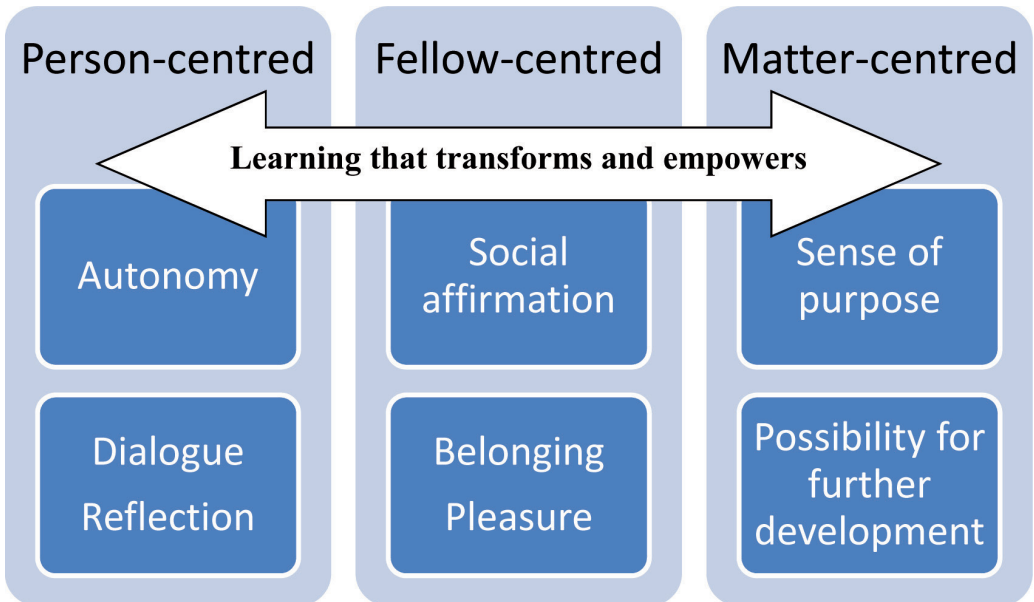 Person-centred
Fellow-centred
Matter-centred
Learning that transforms and empowers
Autonomy
Social
affirmation
Sense of
purpose
Dialogue
Reflection
Belonging
Pleasure
Possibility for
further
development